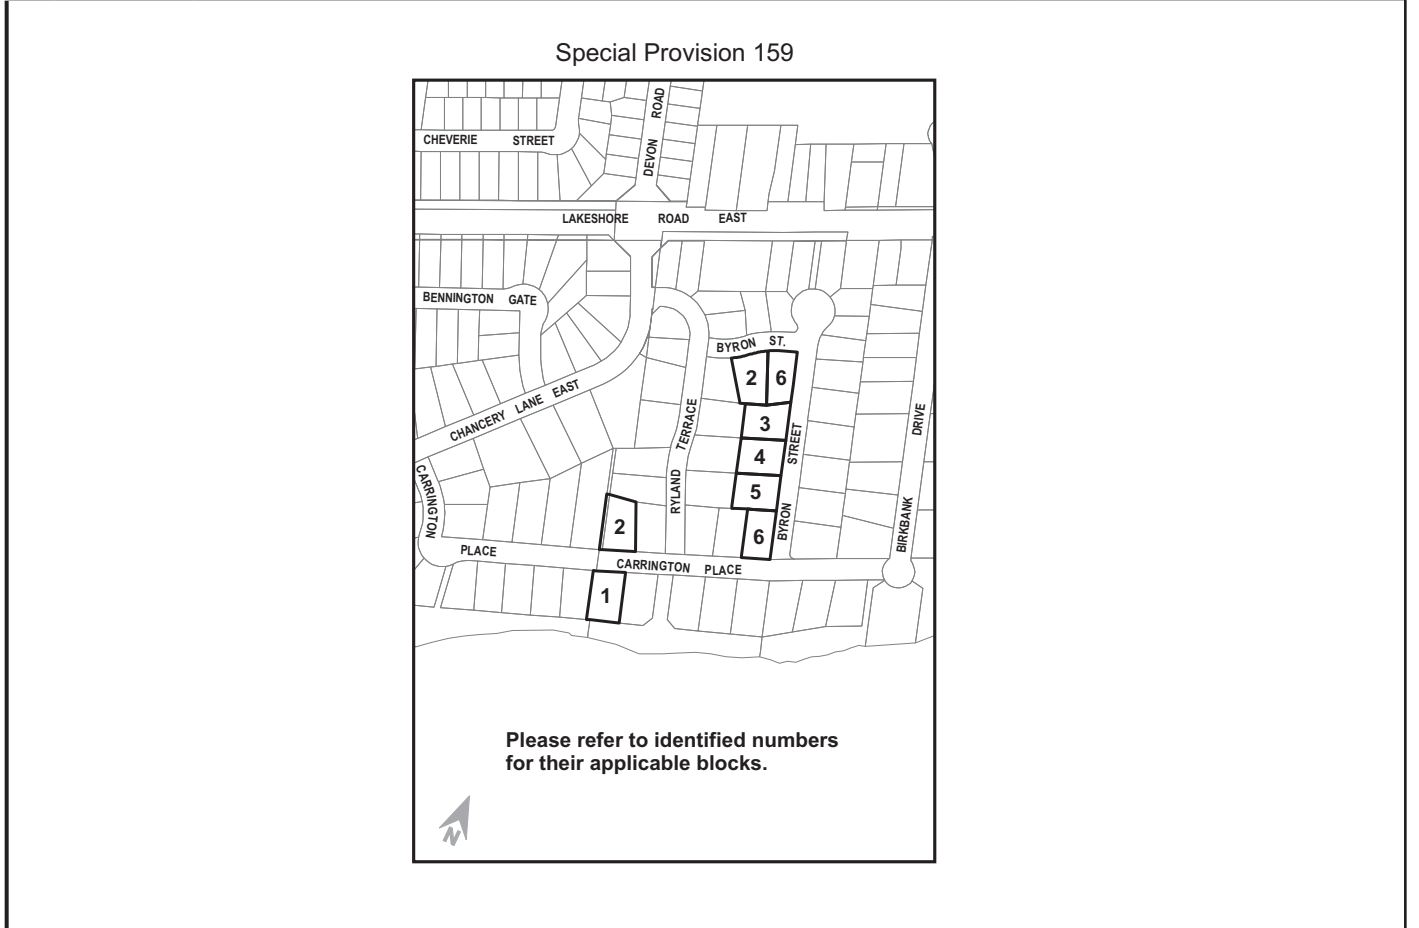 Special Provision 159
DEVON ROAD
CHEVERIE STREET
LAKESHORE ROAD EAST
BENNINGTON GATE
BYRON ST.
2 6
CHANCERY LANE EAST
RYLAND TERRACE
3
BYRON STREET
BIRKBANK DRIVE
4
5
CARRINGTON PLACE
2
6
CARRINGTON PLACE
1
Please refer to identified numbers
for their applicable blocks.
N